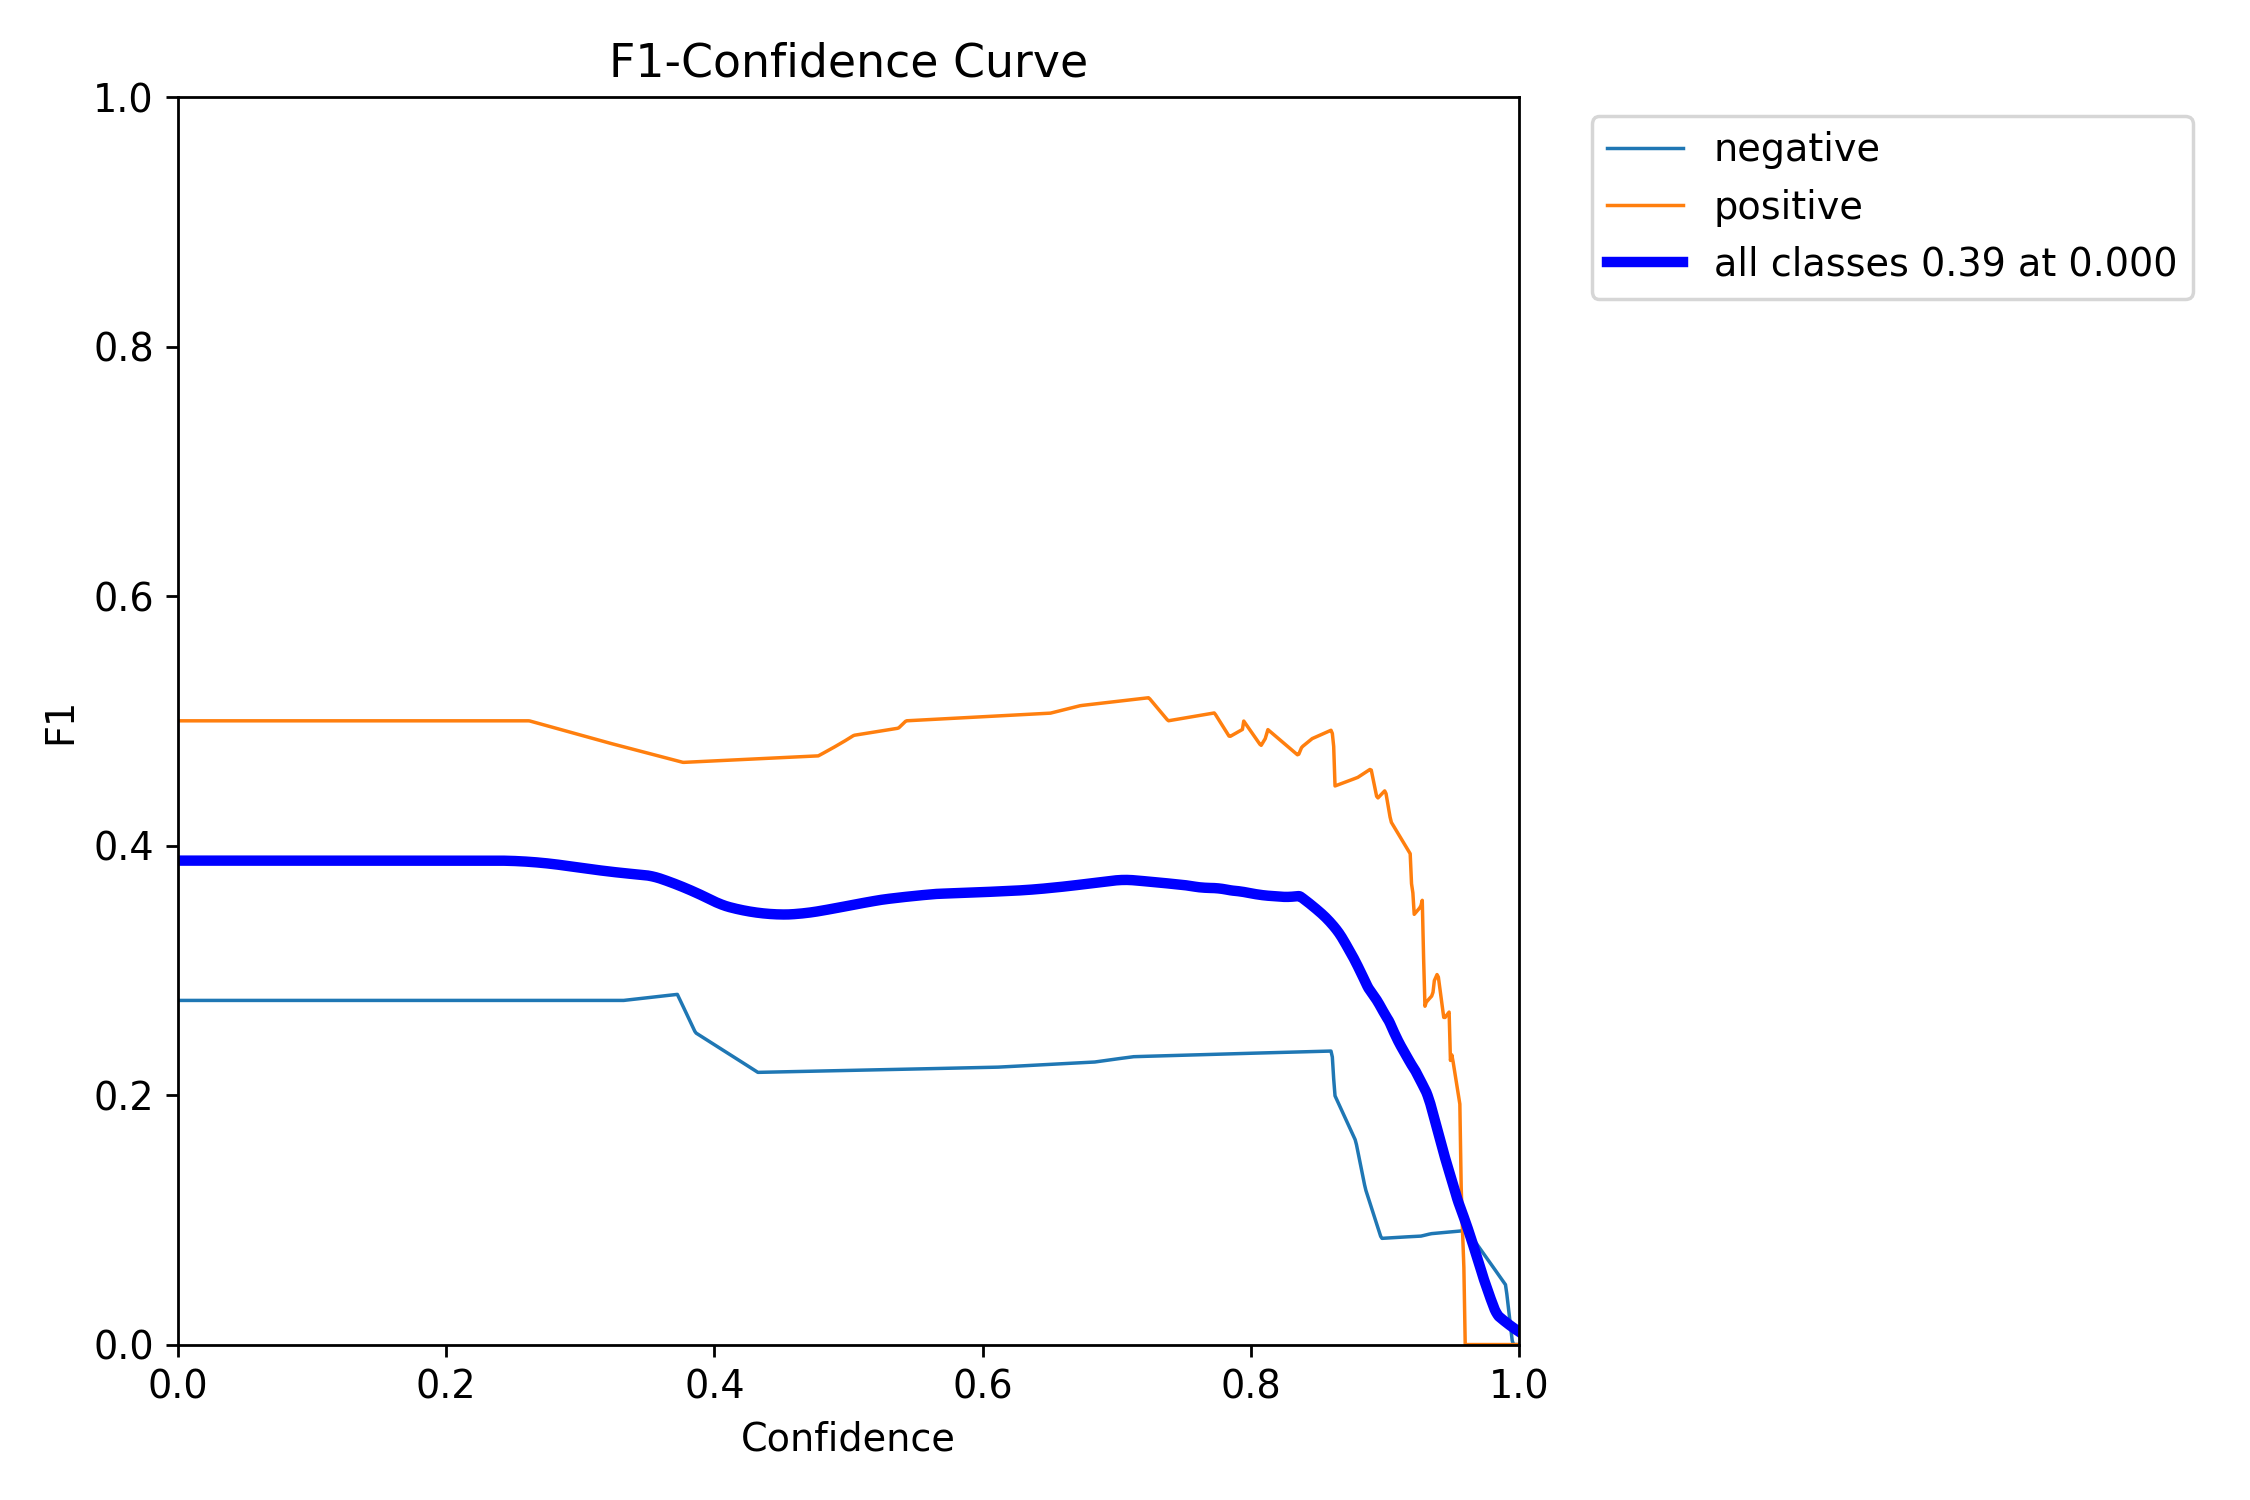 F1-Confidence Curve
1.0
0.8
0.6
0.4
0.2
0.0
F1
0.0 0.2 0.4 0.6 0.8 1.0
Confidence
negative
positive
all classes 0.39 at 0.000